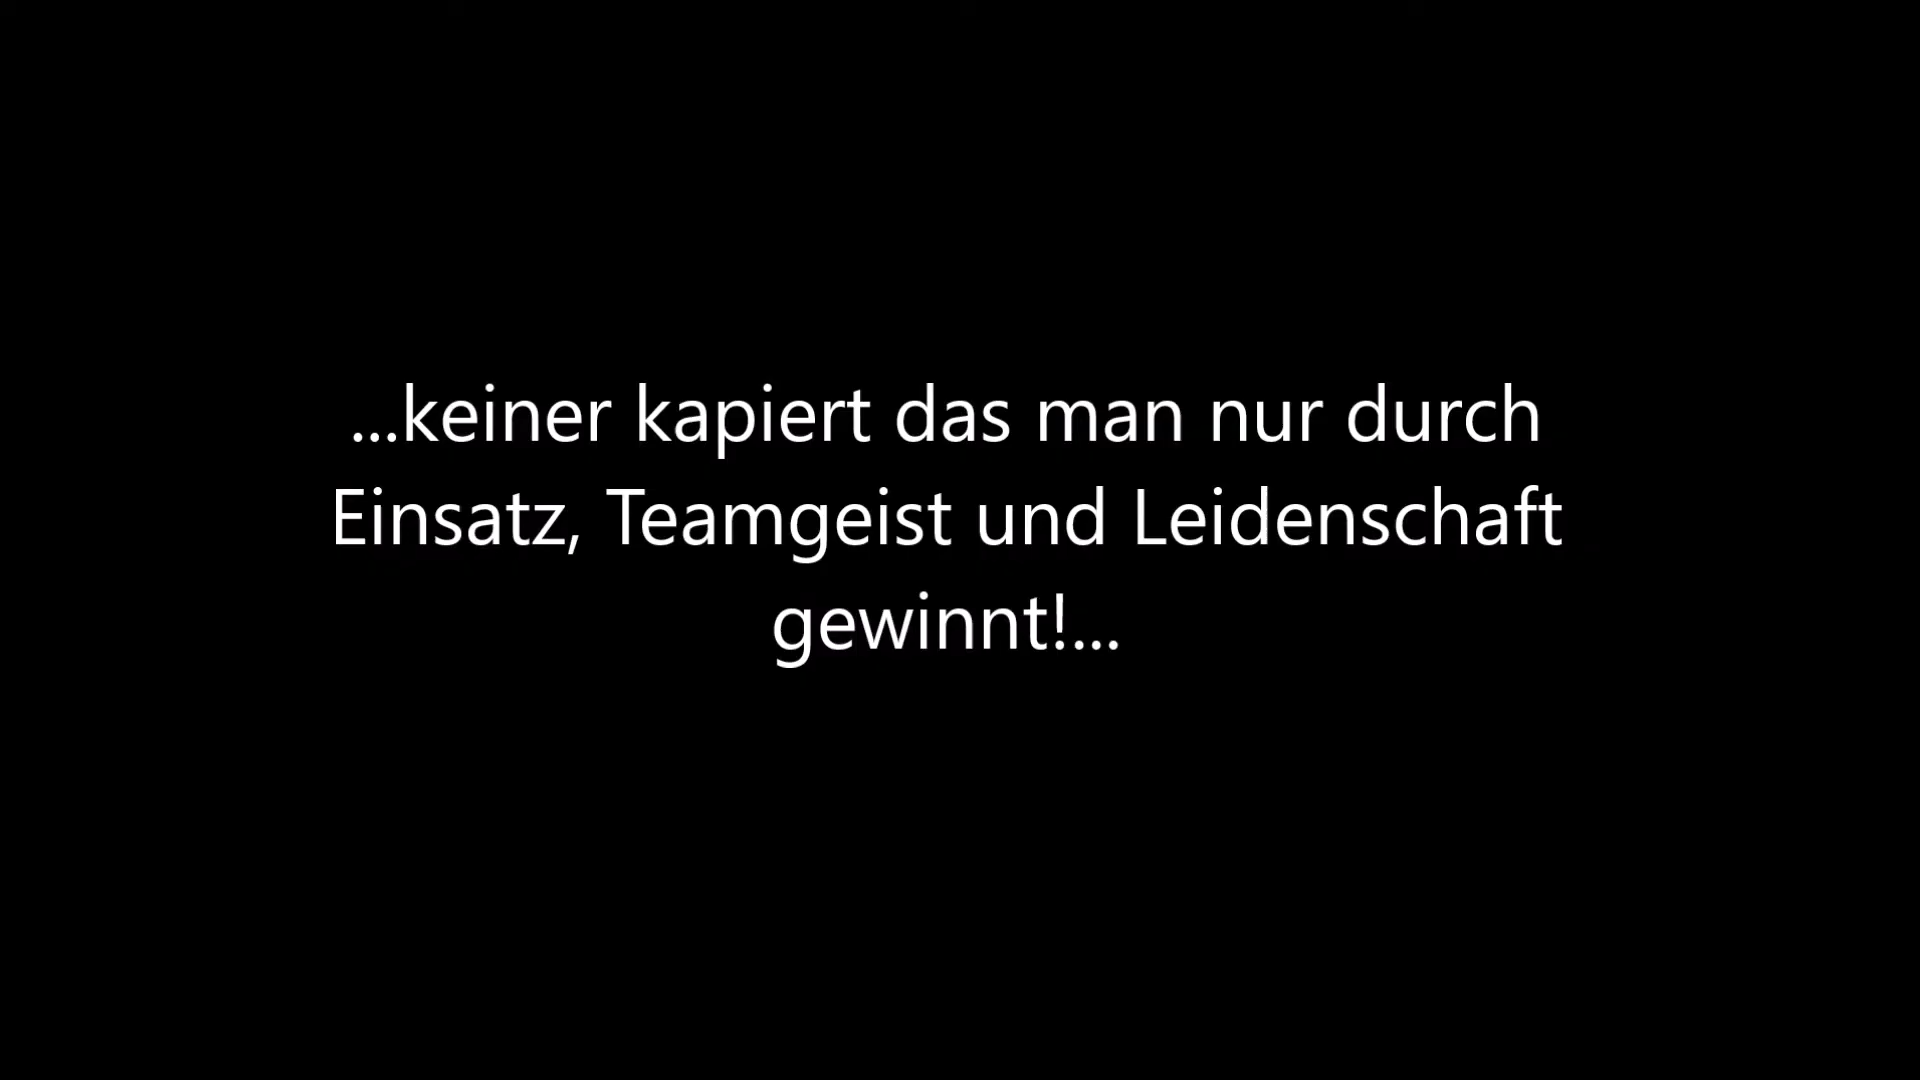 ...keiner kapiert das man nur durch
Einsatz, Teamgeist und Leidenschaft
gewinnt!...